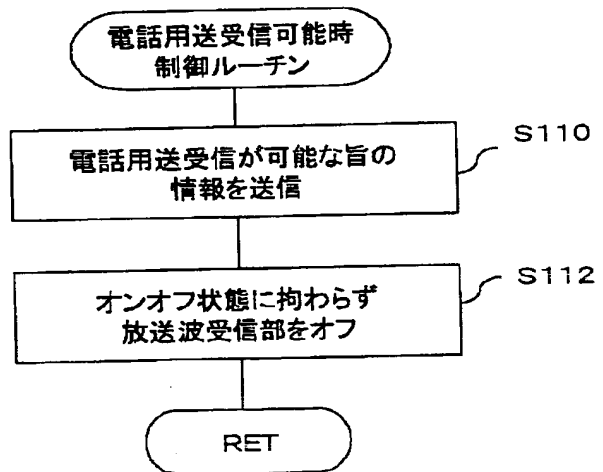 電話用送受信可能時
制御ルーチン
S110
電話用送受信が可能な旨の
情報を送信
S112
オンオフ状態に拘わらず
放送波受信部をオフ
RET